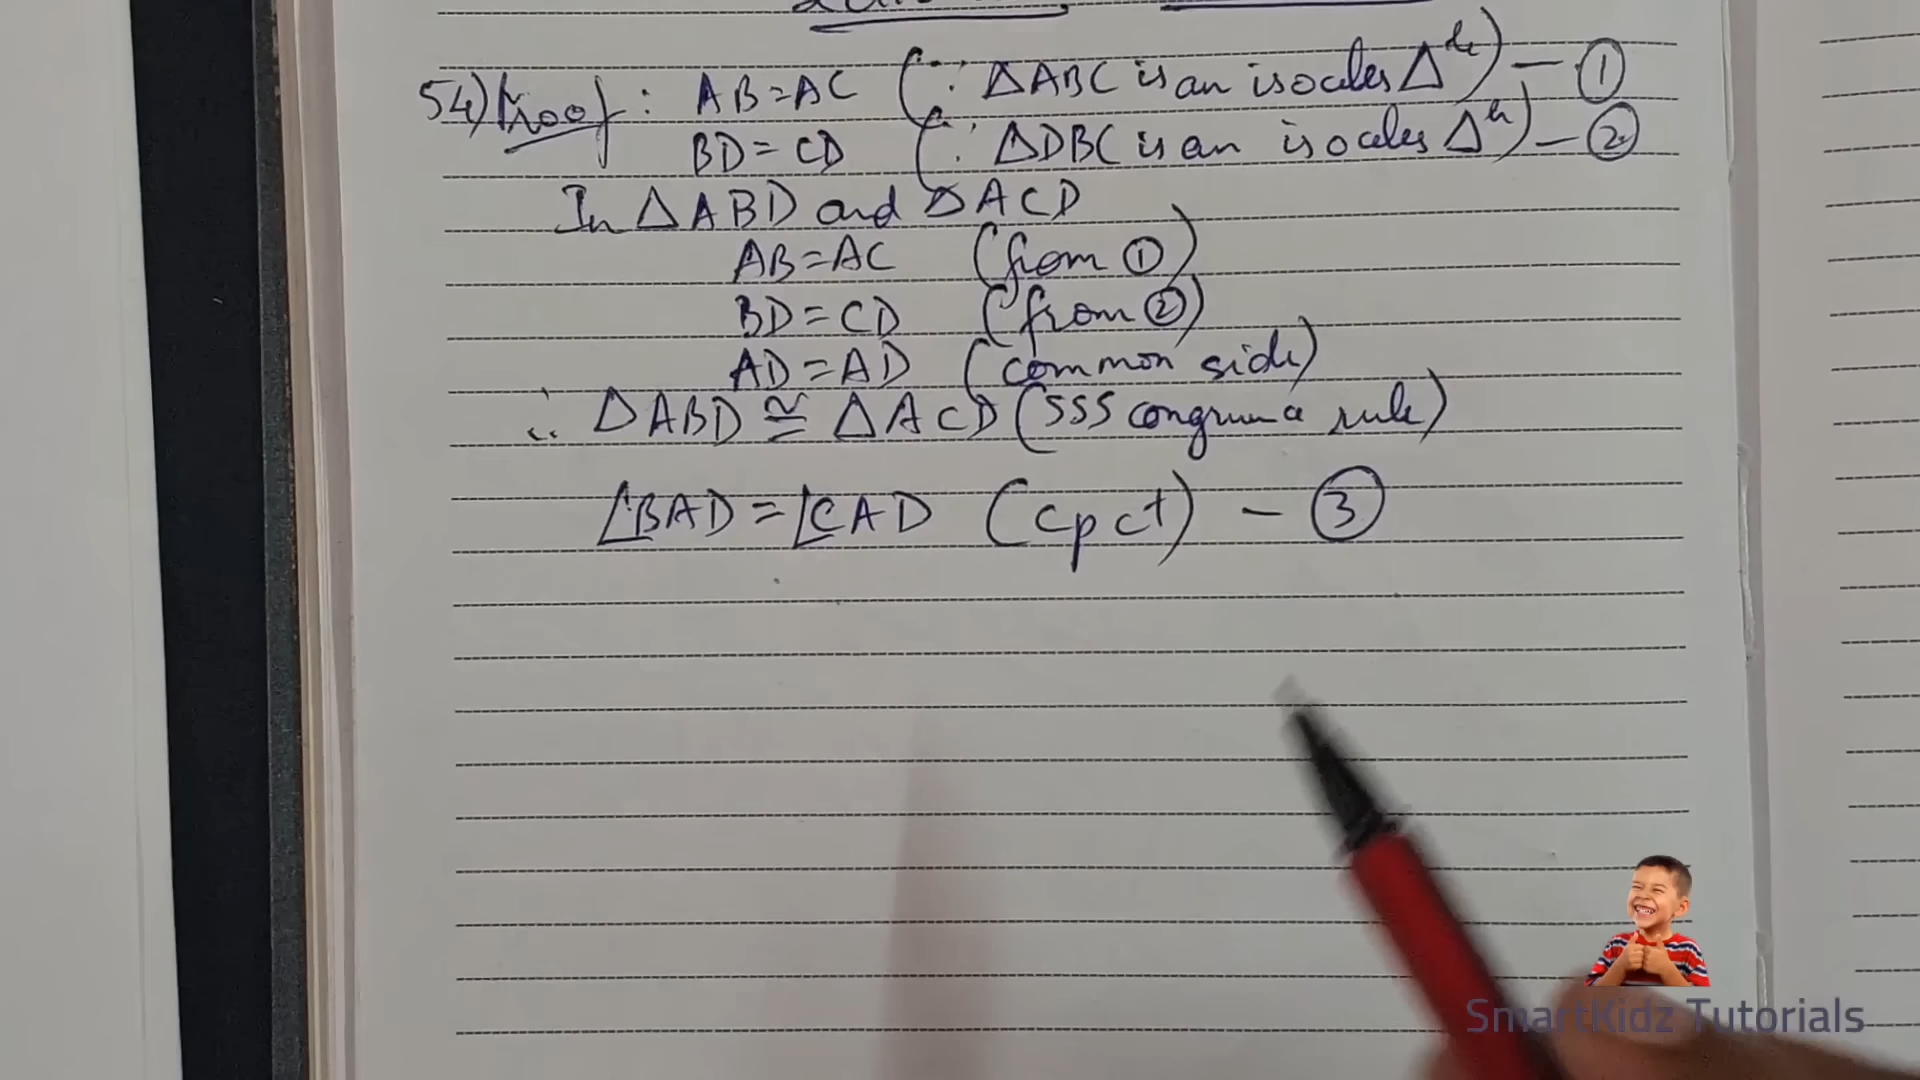 54) Proof : AB=AC (∵ ΔABC is an isoceles Δle) — ①
BD=CD (∵ ΔDBC is an isoceles Δle) — ②
In ΔABD and ΔACD
AB=AC (from ①)
BD=CD (from ②)
AD=AD (common side)
∴ ΔABD ≅ ΔACD (SSS congruence rule)
∠BAD=∠CAD (cpct) — ③
SmartKidz Tutorials